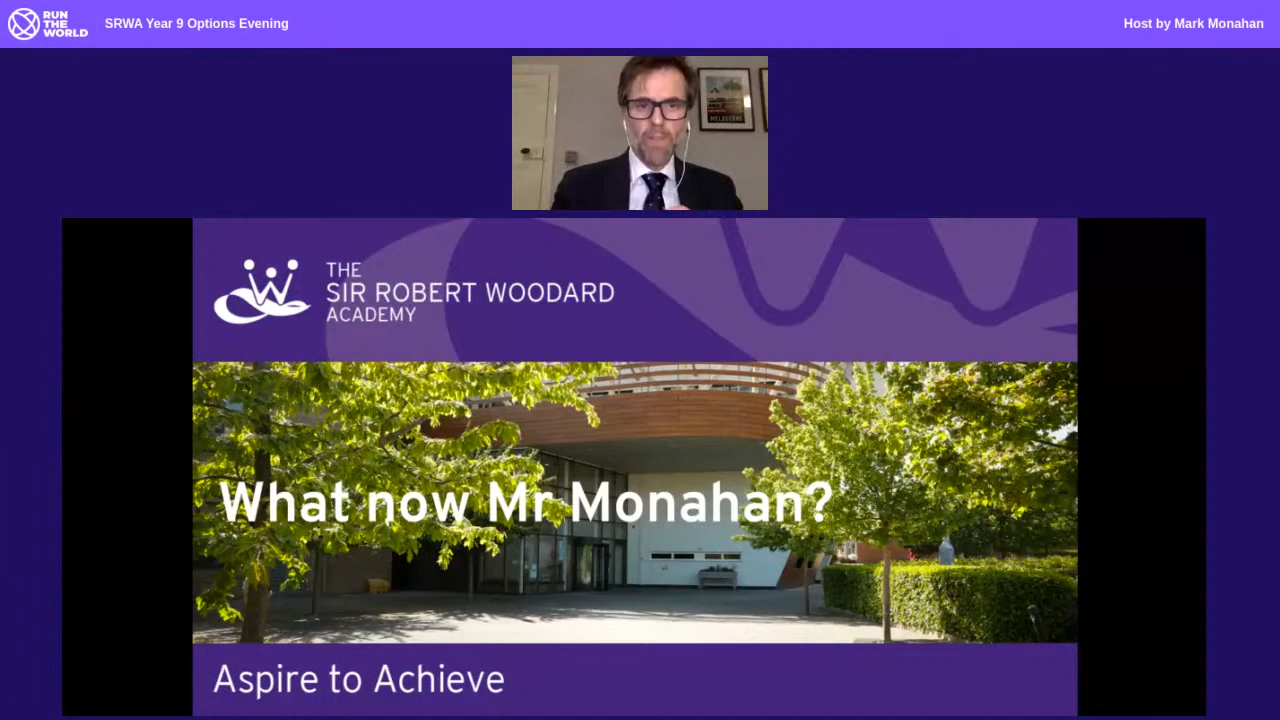 RUN
THE
WORLD
SRWA Year 9 Options Evening
Host by Mark Monahan
MELBOURNE
THE
SIR ROBERT WOODARD
ACADEMY
What now Mr Monahan?
Aspire to Achieve